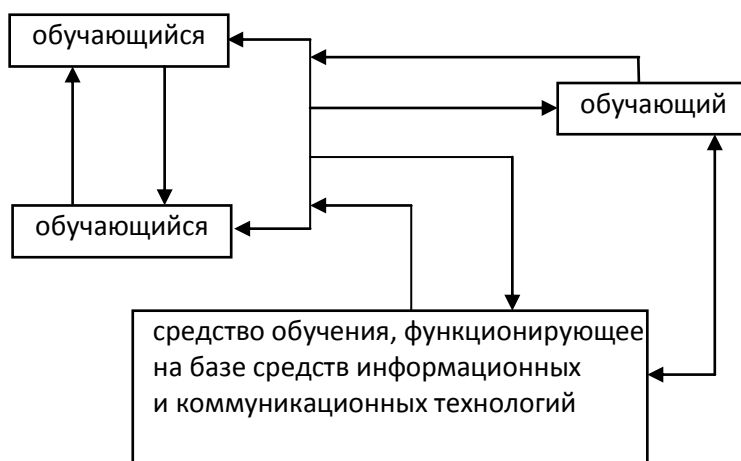 обучающийся
обучающий
обучающийся
средство обучения, функционирующее
на базе средств информационных
и коммуникационных технологий